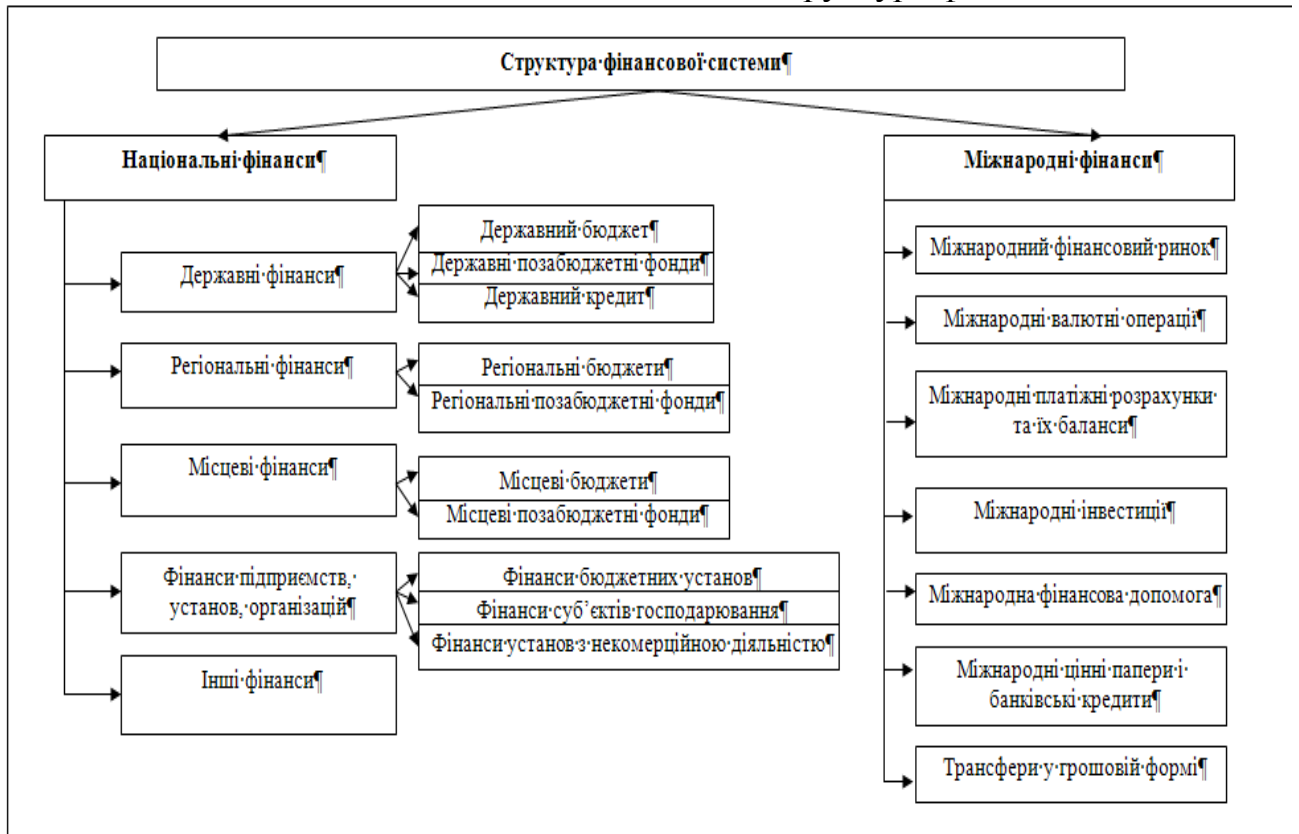 Структура фінансової системи¶
Національні фінанси¶
Державні фінанси¶
Державний бюджет¶
Державні позабюджетні фонди¶
Державний кредит¶
Регіональні фінанси¶
Регіональні бюджети¶
Регіональні позабюджетні фонди¶
Місцеві фінанси¶
Місцеві бюджети¶
Місцеві позабюджетні фонди¶
Фінанси підприємств,
установ, організацій¶
Фінанси бюджетних установ¶
Фінанси суб’єктів господарювання¶
Фінанси установ з некомерційною діяльністю¶
Інші фінанси¶
Міжнародні фінанси¶
Міжнародний фінансовий ринок¶
Міжнародні валютні операції¶
Міжнародні платіжні розрахунки
та їх баланси¶
Міжнародні інвестиції¶
Міжнародна фінансова допомога¶
Міжнародні цінні папери і
банківські кредити¶
Трансфери у грошовій формі¶